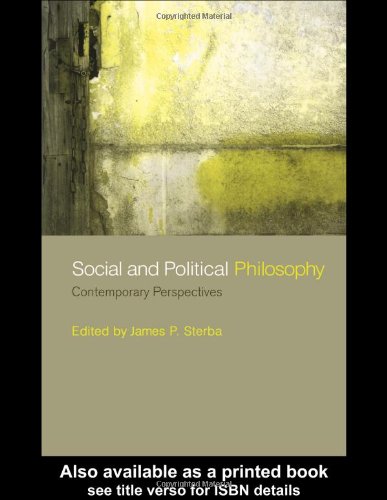 Copyrighted Material
Social and Political Philosophy
Contemporary Perspectives
Edited by James P. Sterba
Copyrighted Material
Also available as a printed book
see title verso for ISBN details